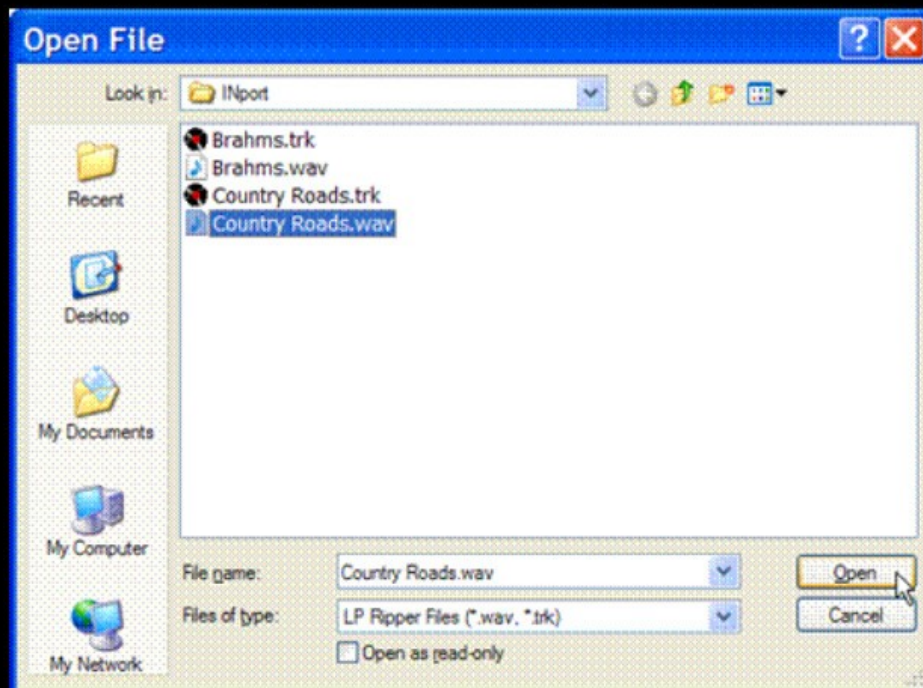 Open File
Look in: INport
Brahms.trk
Brahms.wav
Country Roads.trk
Country Roads.wav
Recent
Desktop
My Documents
My Computer
My Network
File name: Country Roads.wav Open
Files of type: LP Ripper Files (*.wav, *.trk) Cancel
Open as read-only